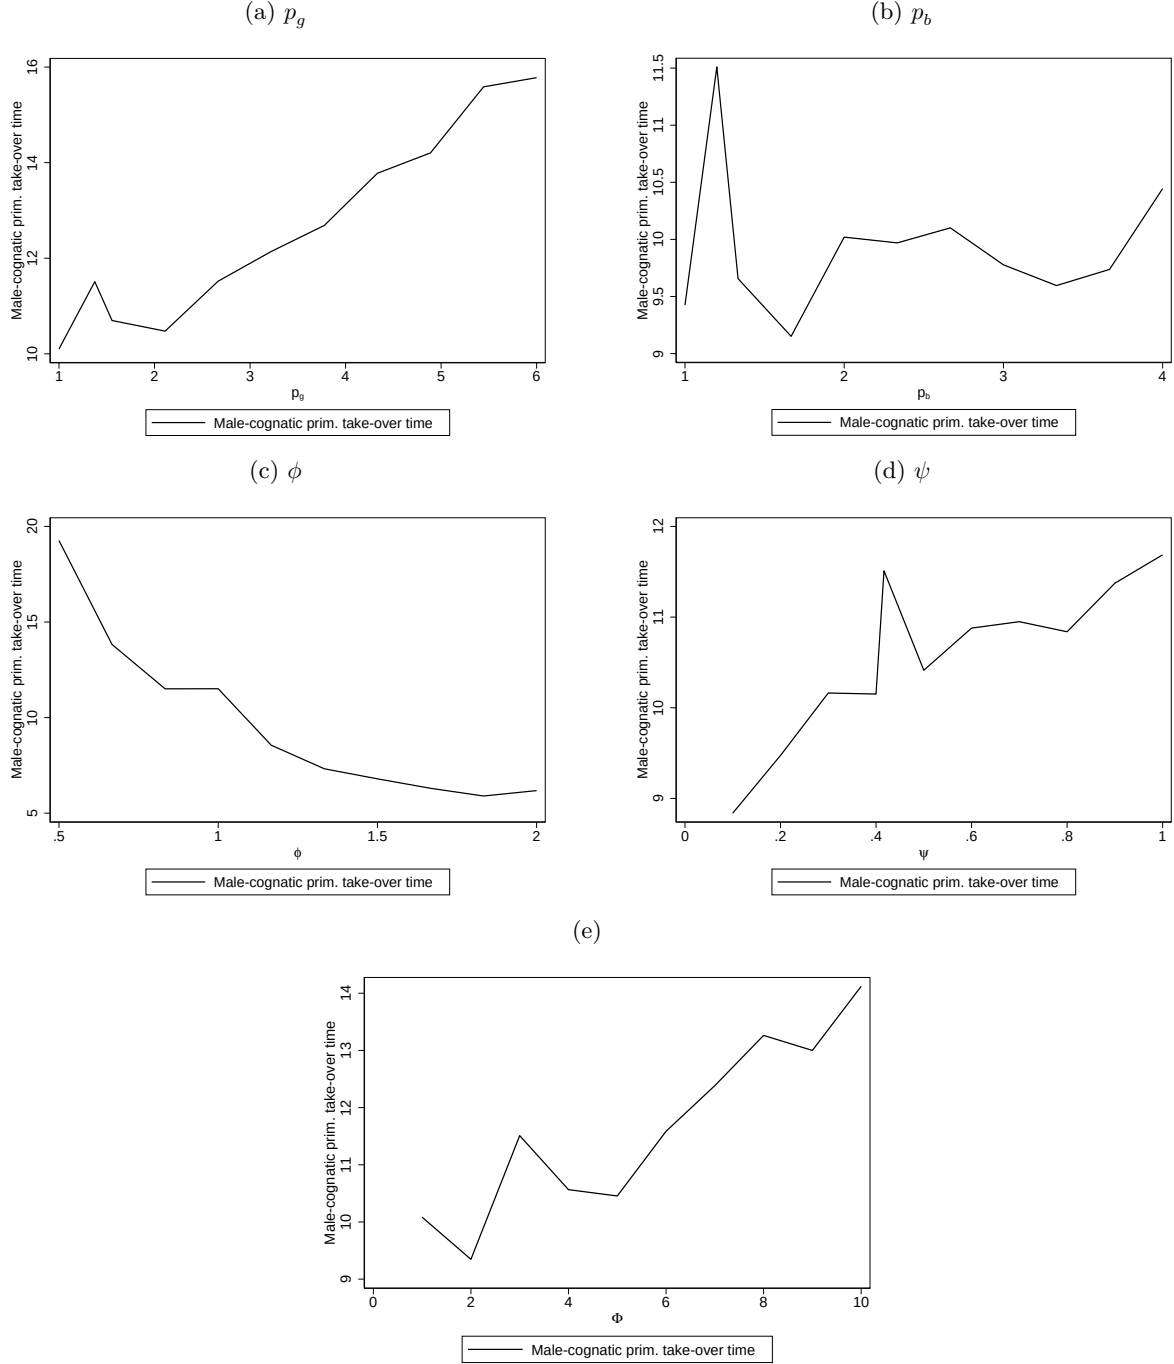 (a) p_g
(b) p_b
Male-cognatic prim. take-over time
16
14
12
10
1 2 3 4 5 6
p_g
Male-cognatic prim. take-over time
Male-cognatic prim. take-over time
11.5
11
10.5
10
9.5
9
1 2 3 4
p_b
Male-cognatic prim. take-over time
(c) ϕ
(d) ψ
Male-cognatic prim. take-over time
20
15
10
5
.5 1 1.5 2
ϕ
Male-cognatic prim. take-over time
Male-cognatic prim. take-over time
12
11
10
9
0 .2 .4 .6 .8 1
ψ
Male-cognatic prim. take-over time
(e)
Male-cognatic prim. take-over time
14
13
12
11
10
9
0 2 4 6 8 10
Φ
Male-cognatic prim. take-over time